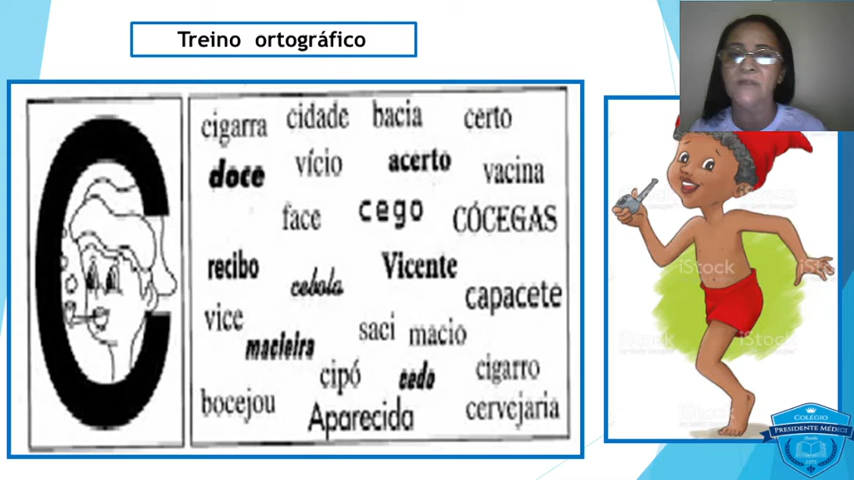 Treino ortográfico
cigarra cidade bacia certo
doce vício acerto vacina
face cego CÓCEGAS
recibo cebola Vicente capacete
vice macieira saci macio
cipó cedo cigarro
bocejou Aparecida cervejaria
iStock
iStock
iStock
iStock
COLÉGIO
PRESIDENTE MÉDICI